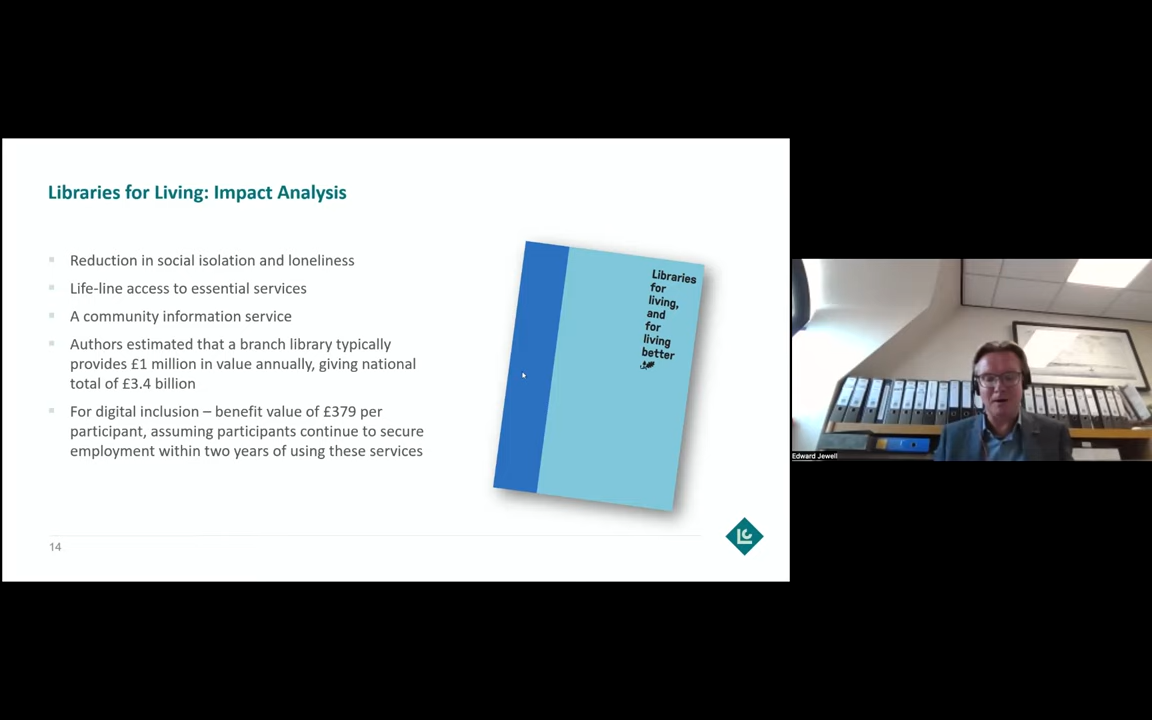 Libraries for Living: Impact Analysis
Reduction in social isolation and loneliness
Life-line access to essential services
A community information service
Authors estimated that a branch library typically
provides £1 million in value annually, giving national
total of £3.4 billion
For digital inclusion – benefit value of £379 per
participant, assuming participants continue to secure
employment within two years of using these services
Libraries
for
living,
and
for
living
better
14
Edward Jewell